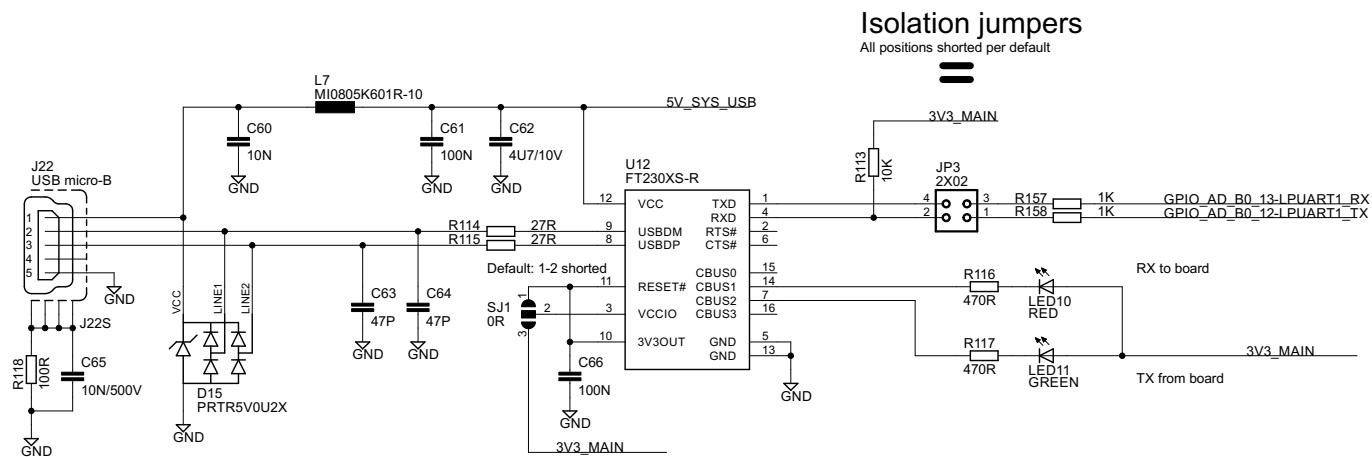 Isolation jumpers
All positions shorted per default
L7
MI0805K601R-10
5V_SYS_USB
3V3_MAIN
C60
10N
GND
C61
100N
GND
C62
4U7/10V
GND
J22
USB micro-B
1
2
3
4
5
GND
J22S
R118
100R
C65
10N/500V
GND
VCC
LINE1
LINE2
D15
PRTR5V0U2X
GND
R114 27R
R115 27R
C63
47P
GND
C64
47P
GND
Default: 1-2 shorted
SJ1
0R
1
2
3
C66
100N
GND
3V3_MAIN
U12
FT230XS-R
12 VCC
9 USBDM
8 USBDP
11 RESET#
3 VCCIO
10 3V3OUT
TXD 1
RXD 4
RTS# 2
CTS# 6
CBUS0 15
CBUS1 14
CBUS2 7
CBUS3 16
GND 5
GND 13
GND
R113
10K
JP3
2X02
4 3
2 1
R157 1K GPIO_AD_B0_13-LPUART1_RX
R158 1K GPIO_AD_B0_12-LPUART1_TX
R116
470R
LED10
RED
RX to board
R117
470R
LED11
GREEN
TX from board
3V3_MAIN